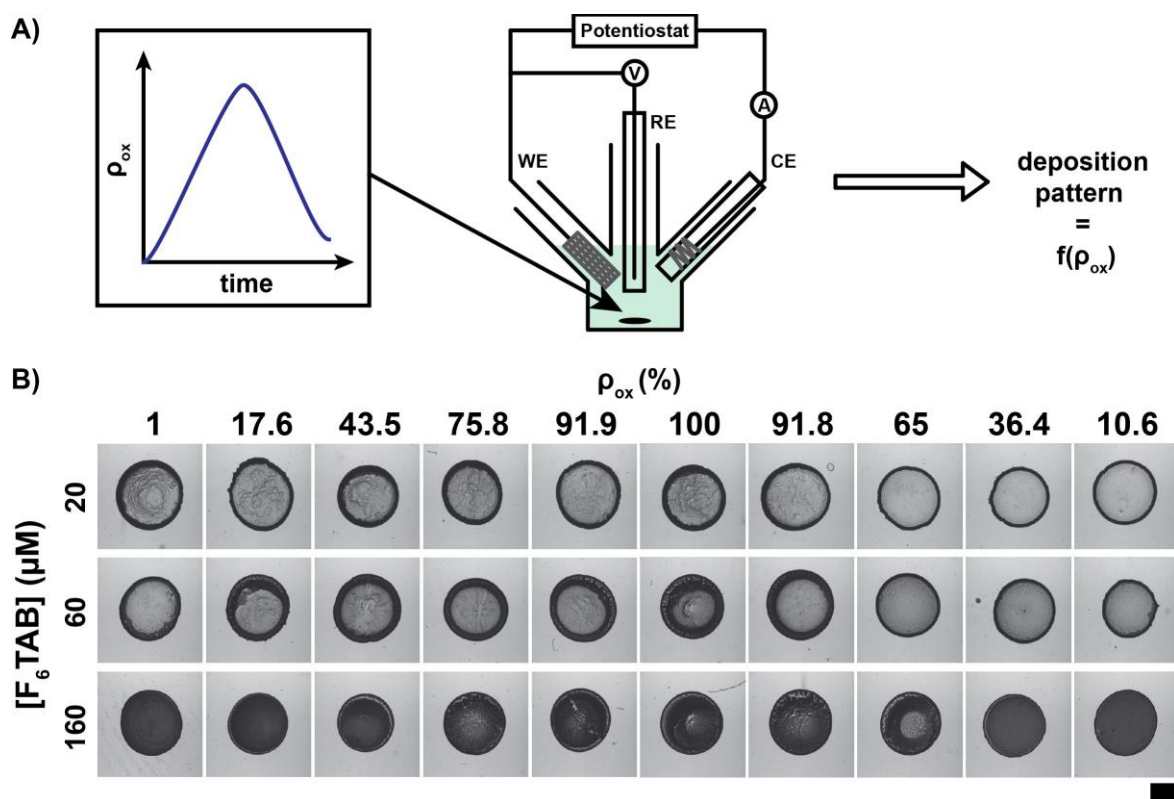 A)
Potentiostat
V
A
RE
WE
CE
ρox
time
deposition
pattern
=
f(ρox)
B)
ρox (%)
1 17.6 43.5 75.8 91.9 100 91.8 65 36.4 10.6
20
60
160
[F6TAB] (μM)